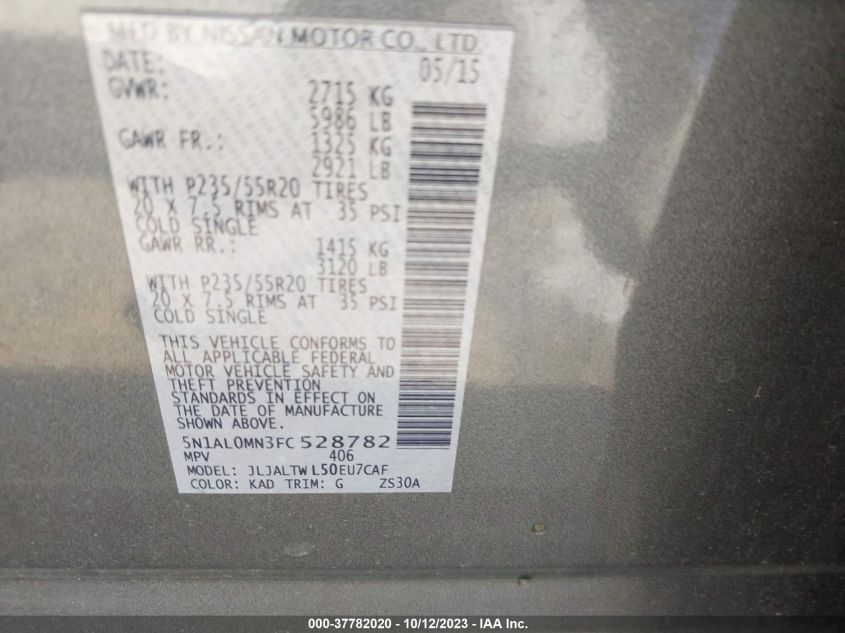 MFD BY NISSAN MOTOR CO., LTD.
DATE: 05/15
GVWR: 2715 KG
5986 LB
GAWR FR.: 1325 KG
2921 LB
WITH P235/55R20 TIRES
20 X 7.5 RIMS AT 35 PSI
COLD SINGLE
GAWR RR.: 1415 KG
3120 LB
WITH P235/55R20 TIRES
20 X 7.5 RIMS AT 35 PSI
COLD SINGLE
THIS VEHICLE CONFORMS TO
ALL APPLICABLE FEDERAL
MOTOR VEHICLE SAFETY AND
THEFT PREVENTION
STANDARDS IN EFFECT ON
THE DATE OF MANUFACTURE
SHOWN ABOVE.
5N1AL0MN3FC528782
MPV 406
MODEL: JLJALTWL50EU7CAF
COLOR: KAD TRIM: G ZS30A
000-37782020 - 10/12/2023 - IAA Inc.